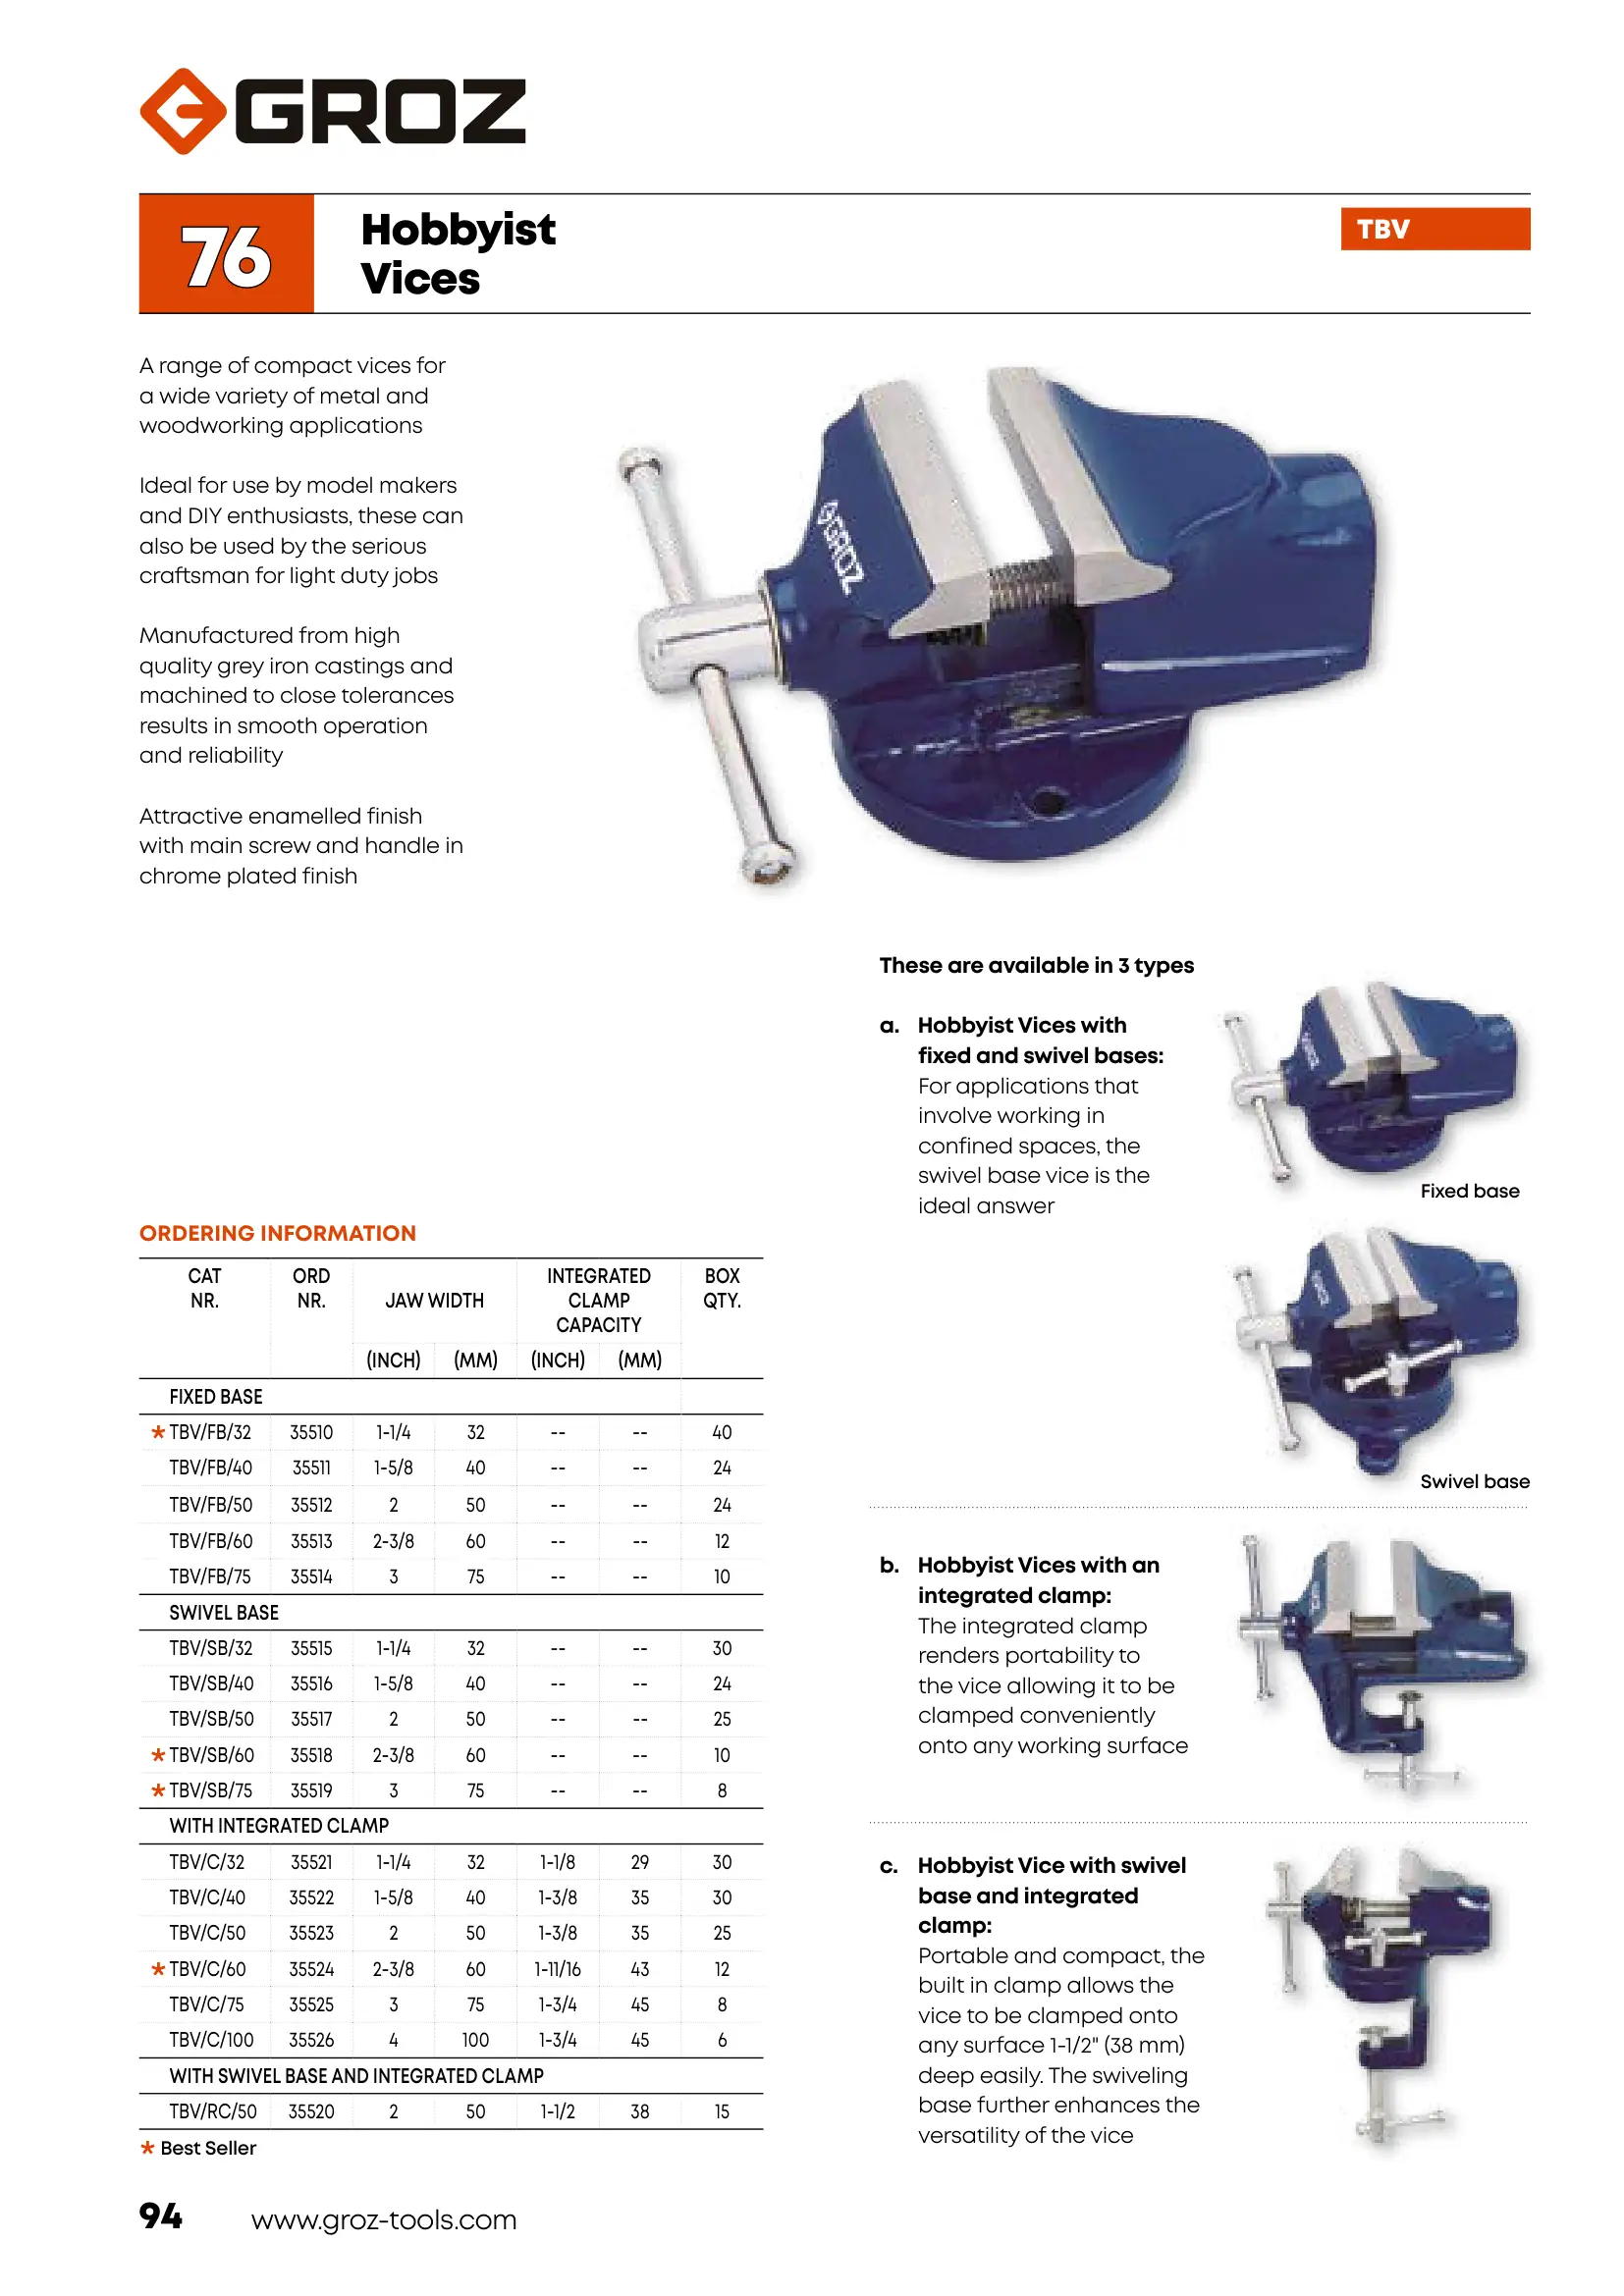 GROZ
76
Hobbyist
Vices
TBV
A range of compact vices for
a wide variety of metal and
woodworking applications
Ideal for use by model makers
and DIY enthusiasts, these can
also be used by the serious
craftsman for light duty jobs
Manufactured from high
quality grey iron castings and
machined to close tolerances
results in smooth operation
and reliability
Attractive enamelled finish
with main screw and handle in
chrome plated finish
GROZ
These are available in 3 types
a. Hobbyist Vices with
fixed and swivel bases:
For applications that
involve working in
confined spaces, the
swivel base vice is the
ideal answer
Fixed base
Swivel base
b. Hobbyist Vices with an
integrated clamp:
The integrated clamp
renders portability to
the vice allowing it to be
clamped conveniently
onto any working surface
c. Hobbyist Vice with swivel
base and integrated
clamp:
Portable and compact, the
built in clamp allows the
vice to be clamped onto
any surface 1-1/2" (38 mm)
deep easily. The swiveling
base further enhances the
versatility of the vice
ORDERING INFORMATION
CAT NR. ORD NR. JAW WIDTH INTEGRATED CLAMP CAPACITY BOX QTY.
(INCH) (MM) (INCH) (MM)
FIXED BASE
* TBV/FB/32 35510 1-1/4 32 -- -- 40
TBV/FB/40 35511 1-5/8 40 -- -- 24
TBV/FB/50 35512 2 50 -- -- 24
TBV/FB/60 35513 2-3/8 60 -- -- 12
TBV/FB/75 35514 3 75 -- -- 10
SWIVEL BASE
TBV/SB/32 35515 1-1/4 32 -- -- 30
TBV/SB/40 35516 1-5/8 40 -- -- 24
TBV/SB/50 35517 2 50 -- -- 25
* TBV/SB/60 35518 2-3/8 60 -- -- 10
* TBV/SB/75 35519 3 75 -- -- 8
WITH INTEGRATED CLAMP
TBV/C/32 35521 1-1/4 32 1-1/8 29 30
TBV/C/40 35522 1-5/8 40 1-3/8 35 30
TBV/C/50 35523 2 50 1-3/8 35 25
* TBV/C/60 35524 2-3/8 60 1-11/16 43 12
TBV/C/75 35525 3 75 1-3/4 45 8
TBV/C/100 35526 4 100 1-3/4 45 6
WITH SWIVEL BASE AND INTEGRATED CLAMP
TBV/RC/50 35520 2 50 1-1/2 38 15
* Best Seller
94
www.groz-tools.com